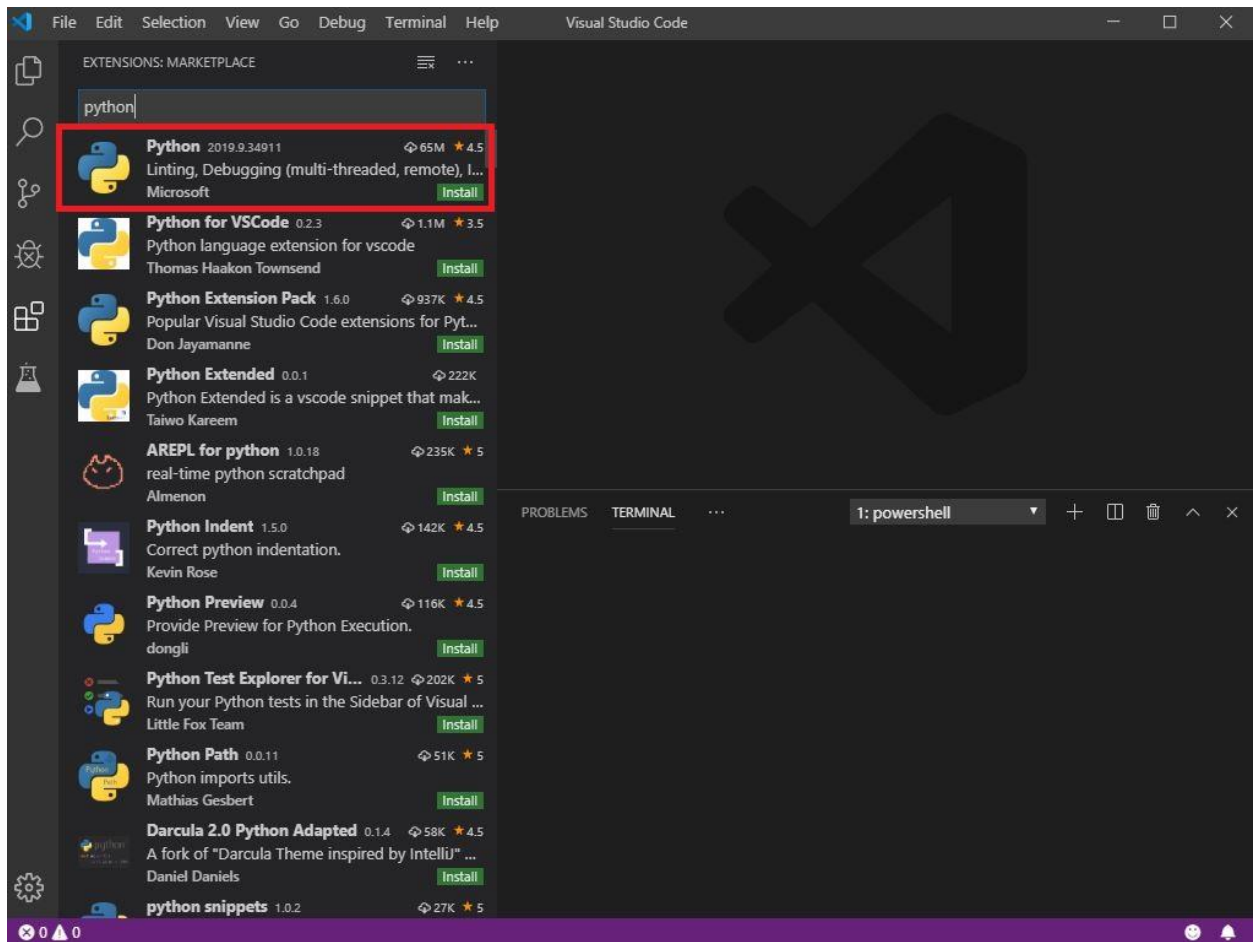 File Edit Selection View Go Debug Terminal Help Visual Studio Code
EXTENSIONS: MARKETPLACE
python
Python 2019.9.34911 65M ★4.5
Linting, Debugging (multi-threaded, remote), I...
Microsoft Install
Python for VSCode 0.2.3 1.1M ★3.5
Python language extension for vscode
Thomas Haakon Townsend Install
Python Extension Pack 1.6.0 937K ★4.5
Popular Visual Studio Code extensions for Pyt...
Don Jayamanne Install
Python Extended 0.0.1 222K
Python Extended is a vscode snippet that mak...
Taiwo Kareem Install
AREPL for python 1.0.18 235K ★5
real-time python scratchpad
Almenon Install
Python Indent 1.5.0 142K ★4.5
Correct python indentation.
Kevin Rose Install
Python Preview 0.0.4 116K ★4.5
Provide Preview for Python Execution.
dongli Install
Python Test Explorer for Vi... 0.3.12 202K ★5
Run your Python tests in the Sidebar of Visual ...
Little Fox Team Install
Python Path 0.0.11 51K ★5
Python imports utils.
Mathias Gesbert Install
Darcula 2.0 Python Adapted 0.1.4 58K ★4.5
A fork of "Darcula Theme inspired by IntelliJ" ...
Daniel Daniels Install
python snippets 1.0.2 27K ★5
PROBLEMS TERMINAL ... 1: powershell
0 0